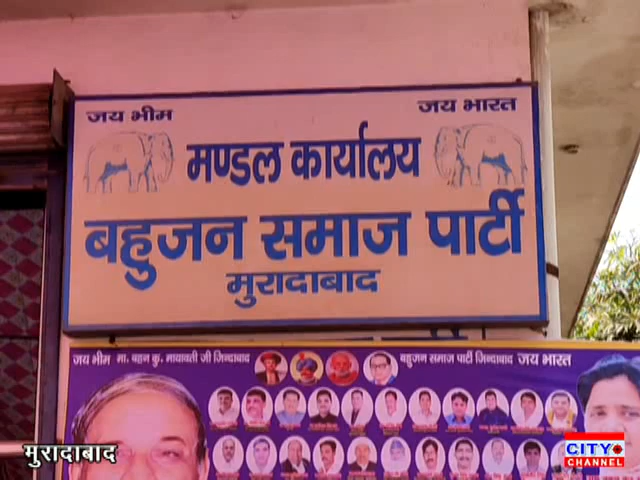 जय भीम जय भारत
मण्डल कार्यालय
बहुजन समाज पार्टी
मुरादाबाद
जय भीम मा. बहन कु. मायावती जी जिन्दाबाद बहुजन समाज पार्टी जिन्दाबाद जय भारत
मुरादाबाद
CITY
CHANNEL